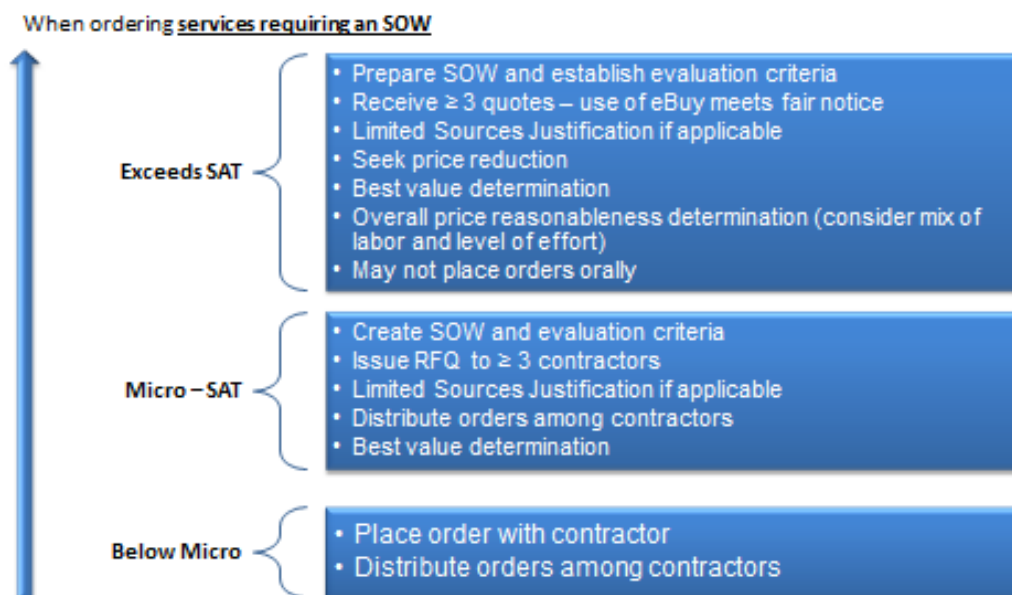 When ordering services requiring an SOW
Exceeds SAT
• Prepare SOW and establish evaluation criteria
• Receive ≥ 3 quotes – use of eBuy meets fair notice
• Limited Sources Justification if applicable
• Seek price reduction
• Best value determination
• Overall price reasonableness determination (consider mix of
labor and level of effort)
• May not place orders orally
Micro – SAT
• Create SOW and evaluation criteria
• Issue RFQ to ≥ 3 contractors
• Limited Sources Justification if applicable
• Distribute orders among contractors
• Best value determination
Below Micro
• Place order with contractor
• Distribute orders among contractors